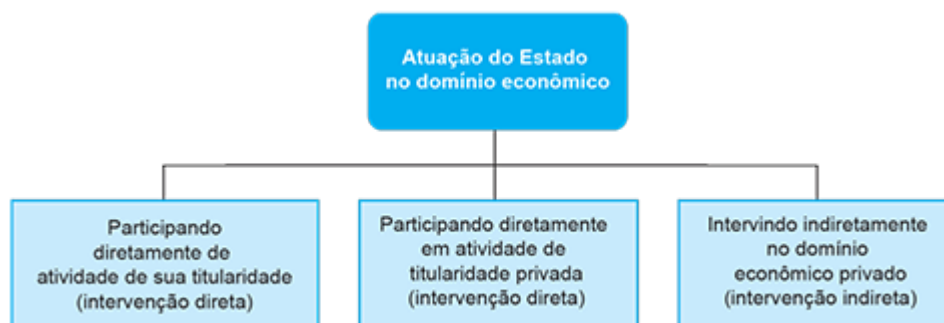 Atuação do Estado
no domínio econômico
Participando
diretamente de
atividade de sua titularidade
(intervenção direta)
Participando diretamente
em atividade de
titularidade privada
(intervenção direta)
Intervindo indiretamente
no domínio
econômico privado
(intervenção indireta)